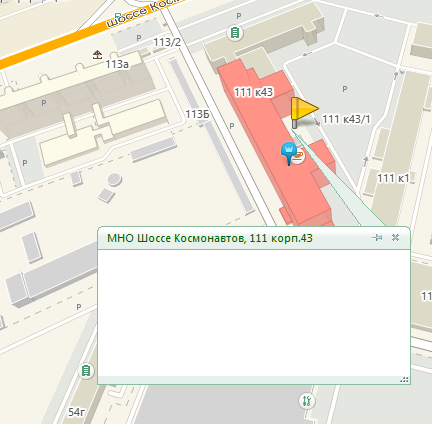 шоссе Кос
113/2
113а
111 к43
113Б
111 к43/1
111 к1
МНО Шоссе Космонавтов, 111 корп.43
11
54г
P
P
P
P
P
P
P